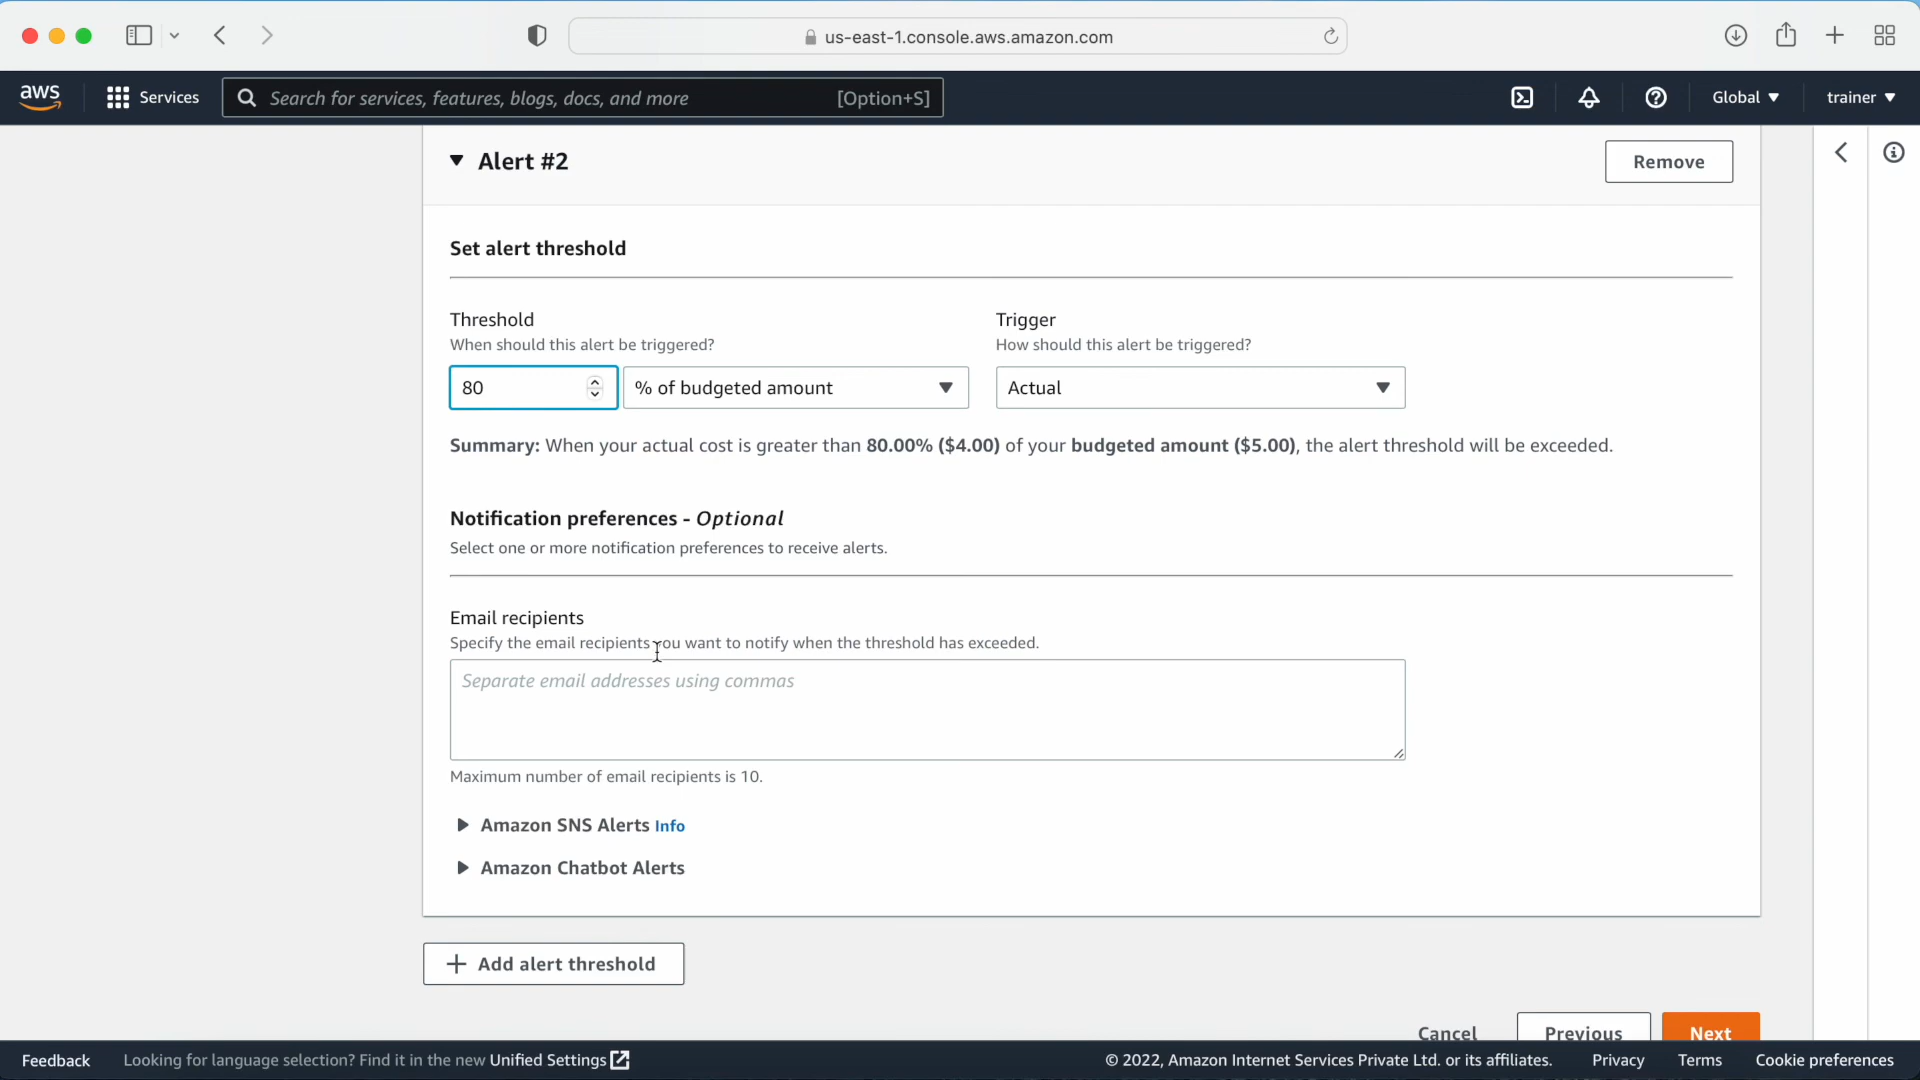 us-east-1.console.aws.amazon.com
aws
Services
Search for services, features, blogs, docs, and more
[Option+S]
Global
trainer
Alert #2
Remove
Set alert threshold
Threshold
When should this alert be triggered?
Trigger
How should this alert be triggered?
80
% of budgeted amount
Actual
Summary: When your actual cost is greater than 80.00% ($4.00) of your budgeted amount ($5.00), the alert threshold will be exceeded.
Notification preferences - Optional
Select one or more notification preferences to receive alerts.
Email recipients
Specify the email recipients you want to notify when the threshold has exceeded.
Separate email addresses using commas
Maximum number of email recipients is 10.
Amazon SNS Alerts Info
Amazon Chatbot Alerts
Add alert threshold
Cancel
Previous
Next
Feedback
Looking for language selection? Find it in the new Unified Settings
© 2022, Amazon Internet Services Private Ltd. or its affiliates.
Privacy
Terms
Cookie preferences